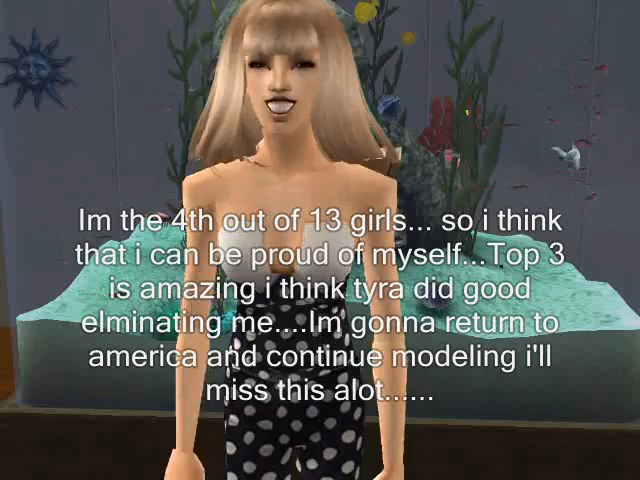 Im the 4th out of 13 girls... so i think
that i can be proud of myself...Top 3
is amazing i think tyra did good
elminating me....Im gonna return to
america and continue modeling i'll
miss this alot......